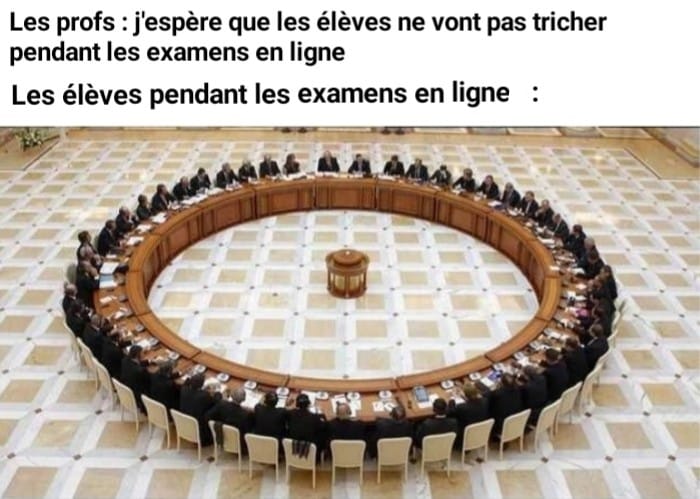 Les profs : j'espère que les élèves ne vont pas tricher
pendant les examens en ligne
Les élèves pendant les examens en ligne :